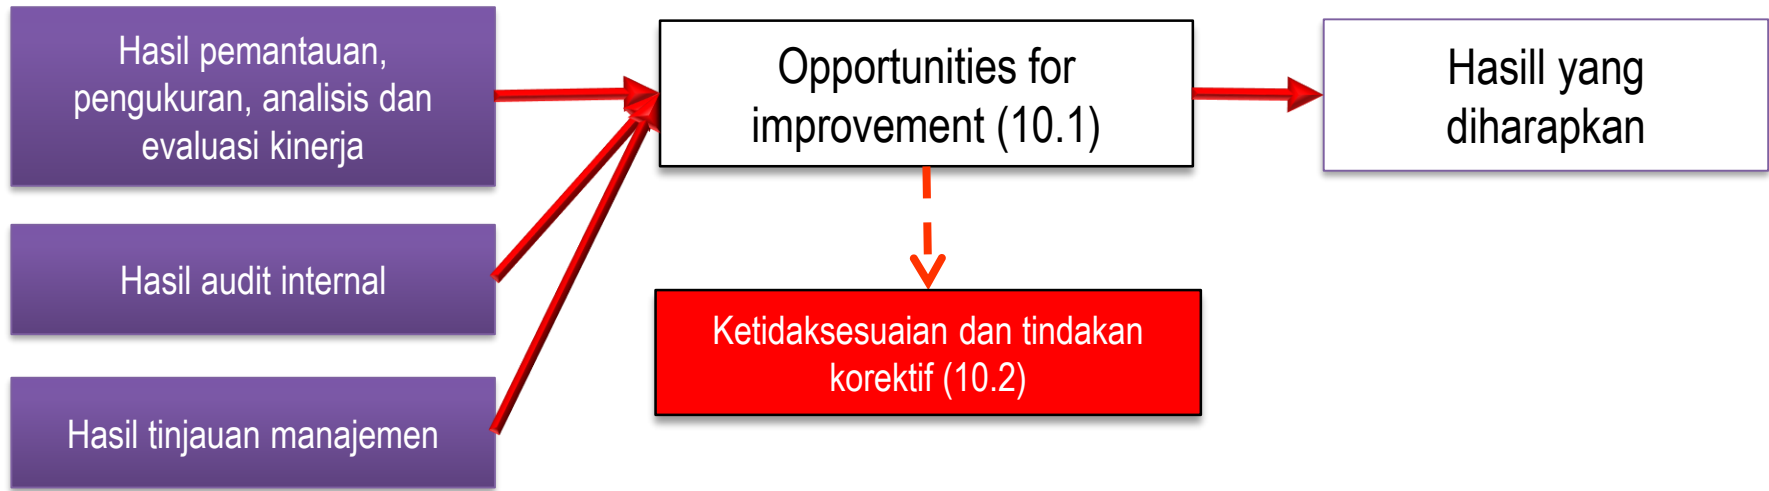 Hasil pemantauan,
pengukuran, analisis dan
evaluasi kinerja
Hasil audit internal
Hasil tinjauan manajemen
Opportunities for
improvement (10.1)
Ketidaksesuaian dan tindakan
korektif (10.2)
Hasill yang
diharapkan